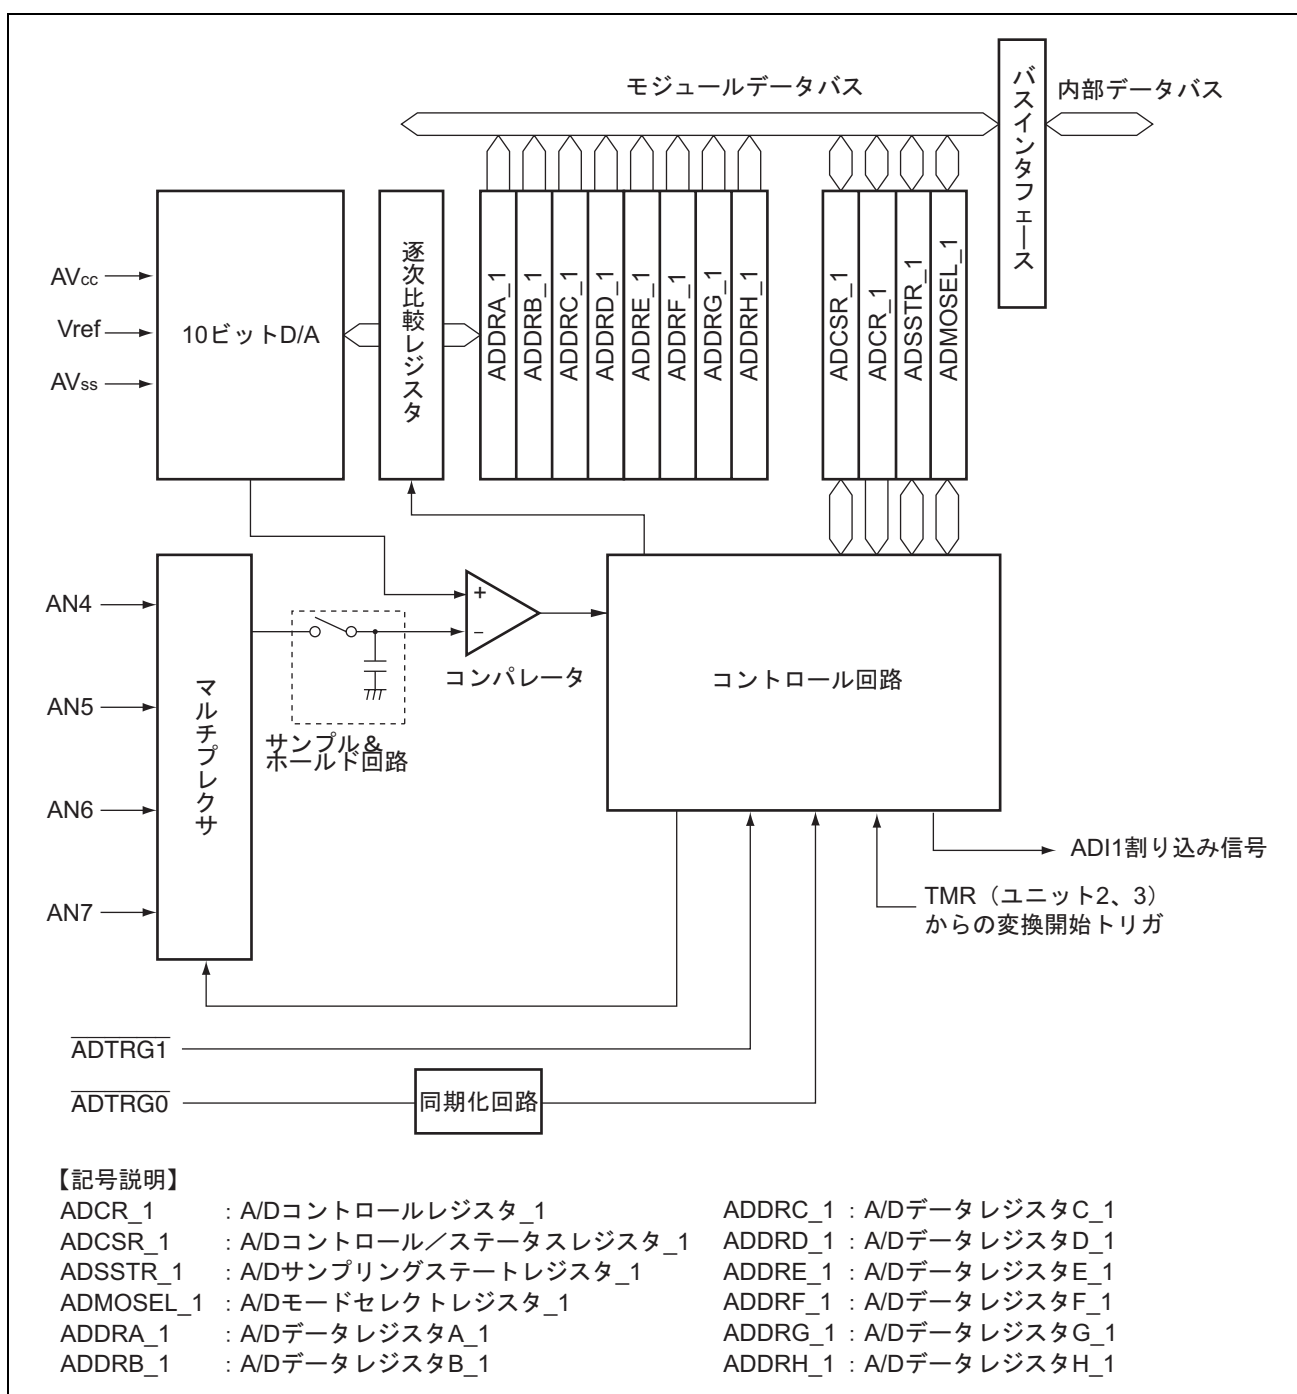 モジュールデータバス
バスインタフェース
内部データバス
AVcc
Vref
AVss
10ビットD/A
逐次比較レジスタ
ADDRA_1
ADDRB_1
ADDRC_1
ADDRD_1
ADDRE_1
ADDRF_1
ADDRG_1
ADDRH_1
ADCSR_1
ADCR_1
ADSSTR_1
ADMOSEL_1
AN4
AN5
AN6
AN7
マルチプレクサ
サンプル&
ホールド回路
+
−
コンパレータ
コントロール回路
ADI1割り込み信号
TMR(ユニット2、3)
からの変換開始トリガ
ADTRG1
ADTRG0
同期化回路
【記号説明】
ADCR_1 : A/Dコントロールレジスタ_1
ADCSR_1 : A/Dコントロール/ステータスレジスタ_1
ADSSTR_1 : A/Dサンプリングステートレジスタ_1
ADMOSEL_1 : A/Dモードセレクトレジスタ_1
ADDRA_1 : A/DデータレジスタA_1
ADDRB_1 : A/DデータレジスタB_1
ADDRC_1 : A/DデータレジスタC_1
ADDRD_1 : A/DデータレジスタD_1
ADDRE_1 : A/DデータレジスタE_1
ADDRF_1 : A/DデータレジスタF_1
ADDRG_1 : A/DデータレジスタG_1
ADDRH_1 : A/DデータレジスタH_1